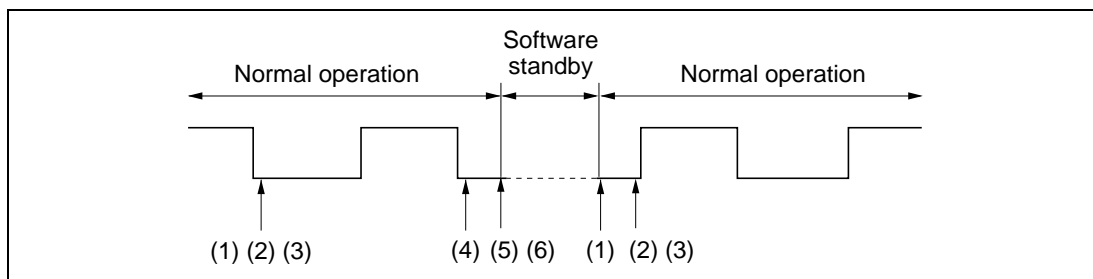 Software
standby
Normal operation
Normal operation
(1) (2) (3)
(4)
(5) (6)
(1)
(2) (3)